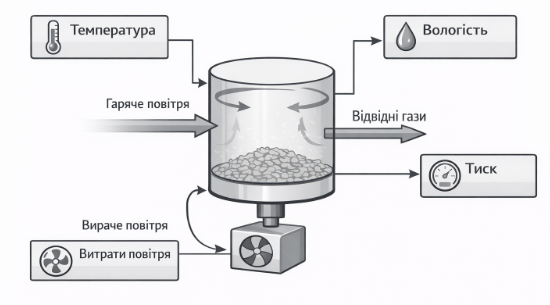 Температура
Вологість
Гаряче повітря
Відвідні гази
Тиск
Вираче повітря
Витрати повітря